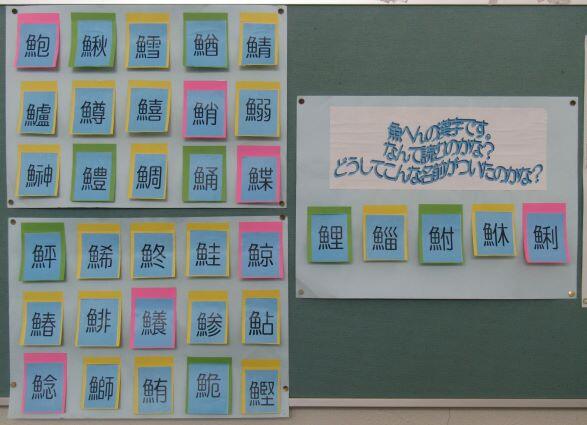 鮑 鰍 鱈 鰌 鯖
鱸 鱒 鱚 鮹 鰯
鰰 鱧 鯛 鯒 鰈
鮃 鯑 鮗 鮭 鯨
鰆 鯡 鱶 鯵 鮎
鯰 鰤 鮪 鮠 鰹
魚へんの漢字です。
なんて読むのかな?
どうしてこんな名前がついたのかな?
鯉 鯔 鮒 鮴 鯏